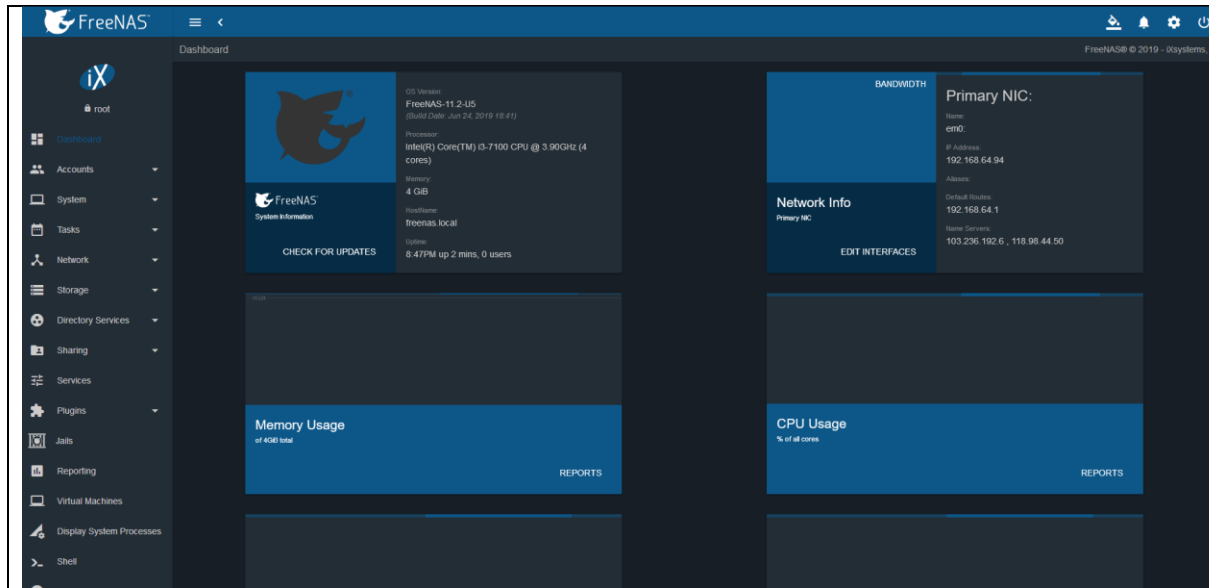 FreeNAS
Dashboard
FreeNAS® © 2019 - iXsystems,
iX
root
Dashboard
Accounts
System
Tasks
Network
Storage
Directory Services
Sharing
Services
Plugins
Jails
Reporting
Virtual Machines
Display System Processes
Shell
OS Version:
FreeNAS-11.2-U5
(Build Date: Jun 24, 2019 18:41)
Processor:
Intel(R) Core(TM) i3-7100 CPU @ 3.90GHz (4
cores)
Memory:
4 GiB
HostName:
freenas.local
Uptime:
8:47PM up 2 mins, 0 users
FreeNAS
System Information
CHECK FOR UPDATES
BANDWIDTH
Network Info
Primary NIC
EDIT INTERFACES
Primary NIC:
Name:
em0:
IP Address:
192.168.64.94
Aliases:
Default Routes:
192.168.64.1
Name Servers:
103.236.192.6 , 118.98.44.50
Memory Usage
of 4GiB total
REPORTS
CPU Usage
% of all cores
REPORTS